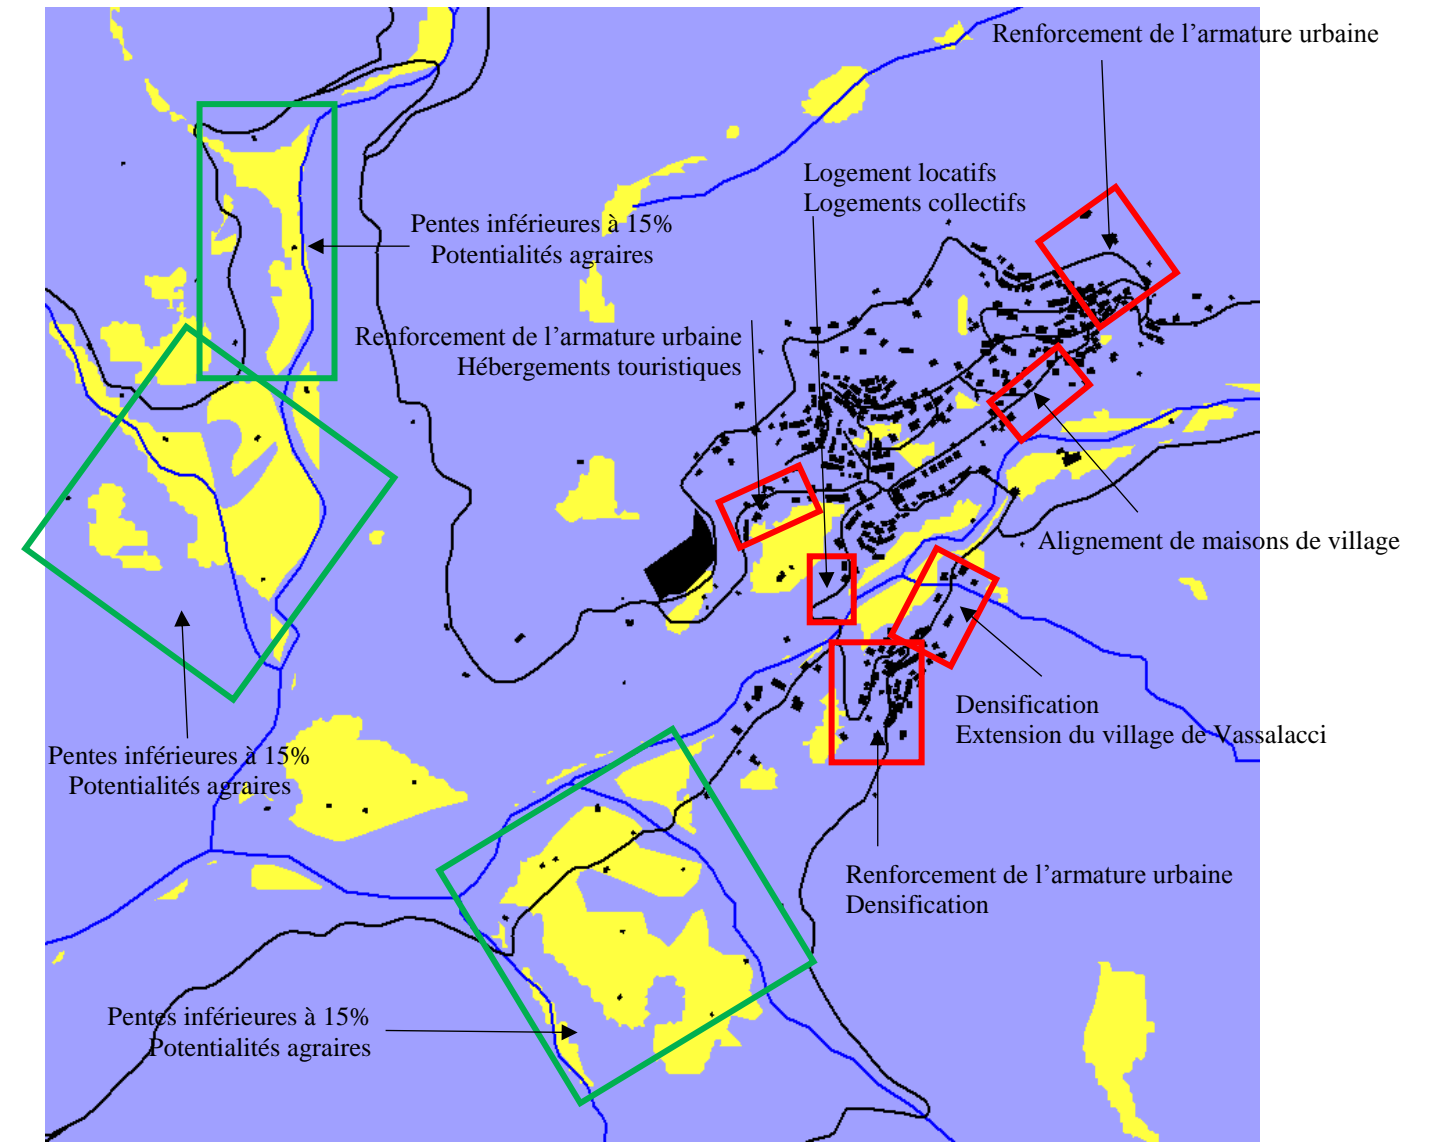 Renforcement de l’armature urbaine
Logement locatifs
Logements collectifs
Pentes inférieures à 15%
Potentialités agraires
Renforcement de l’armature urbaine
Hébergements touristiques
Alignement de maisons de village
Densification
Extension du village de Vassalacci
Pentes inférieures à 15%
Potentialités agraires
Renforcement de l’armature urbaine
Densification
Pentes inférieures à 15%
Potentialités agraires